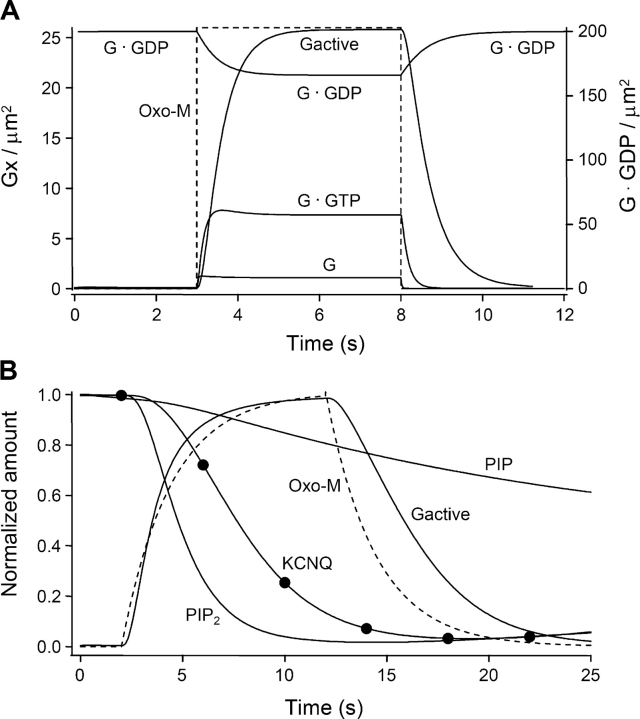 A
25
20
15
10
5
0
Gx / μm²
G · GDP
Oxo-M
Gactive
G · GDP
G · GTP
G
G · GDP
200
150
100
50
0
G · GDP / μm²
0 2 4 6 8 10 12
Time (s)
B
1.0
0.8
0.6
0.4
0.2
0.0
Normalized amount
PIP
Oxo-M
Gactive
KCNQ
PIP₂
0 5 10 15 20 25
Time (s)